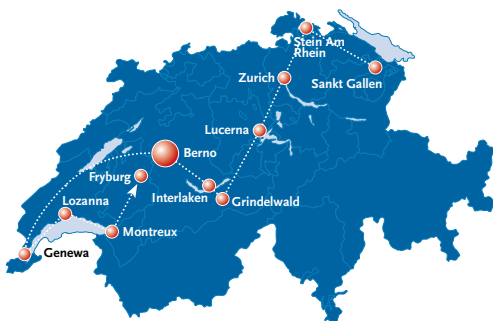 Stein Am
Rhein
Zurich
Sankt Gallen
Lucerna
Berno
Fryburg
Interlaken
Grindelwald
Lozanna
Montreux
Genewa